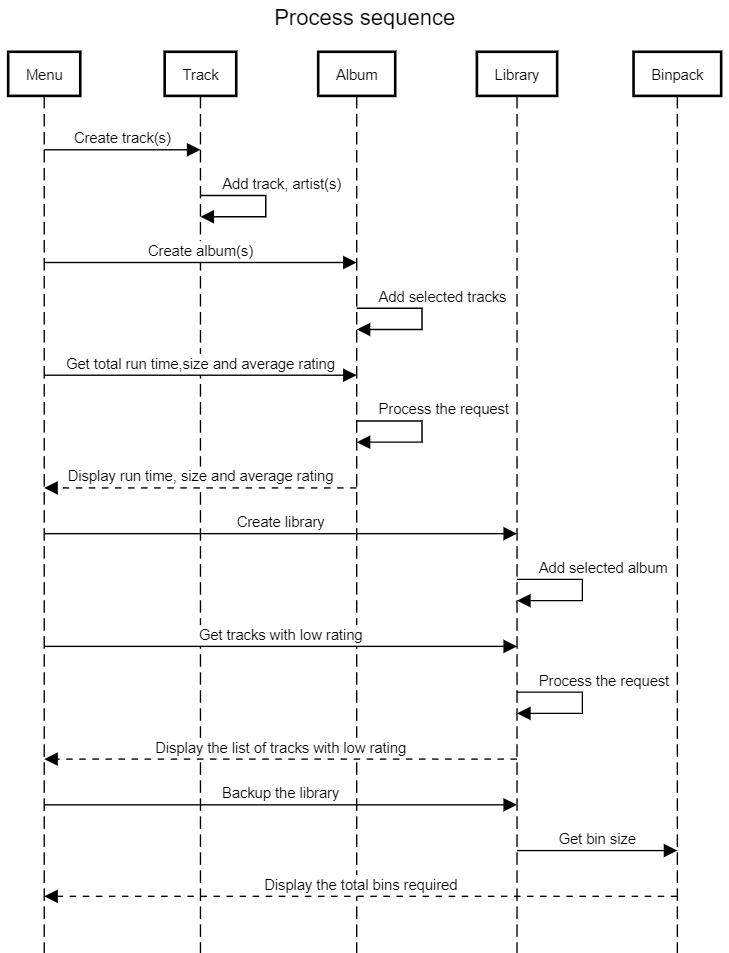 Process sequence
Menu
Track
Album
Library
Binpack
Create track(s)
Add track, artist(s)
Create album(s)
Add selected tracks
Get total run time,size and average rating
Process the request
Display run time, size and average rating
Create library
Add selected album
Get tracks with low rating
Process the request
Display the list of tracks with low rating
Backup the library
Get bin size
Display the total bins required